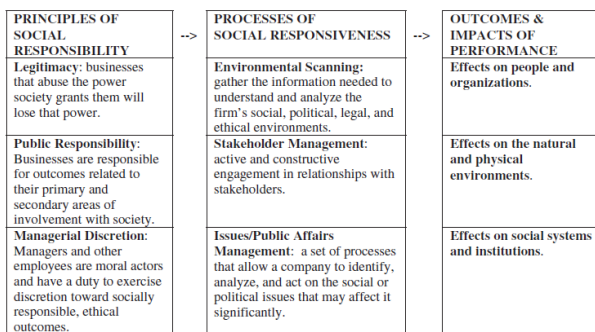 PRINCIPLES OF
SOCIAL
RESPONSIBILITY
-->
PROCESSES OF
SOCIAL RESPONSIVENESS
-->
OUTCOMES &
IMPACTS OF
PERFORMANCE
Legitimacy: businesses
that abuse the power
society grants them will
lose that power.
Environmental Scanning:
gather the information needed to
understand and analyze the
firm's social, political, legal, and
ethical environments.
Effects on people and
organizations.
Public Responsibility:
Businesses are responsible
for outcomes related to
their primary and
secondary areas of
involvement with society.
Stakeholder Management:
active and constructive
engagement in relationships with
stakeholders.
Effects on the natural
and physical
environments.
Managerial Discretion:
Managers and other
employees are moral actors
and have a duty to exercise
discretion toward socially
responsible, ethical
outcomes.
Issues/Public Affairs
Management: a set of processes
that allow a company to identify,
analyze, and act on the social or
political issues that may affect it
significantly.
Effects on social systems
and institutions.